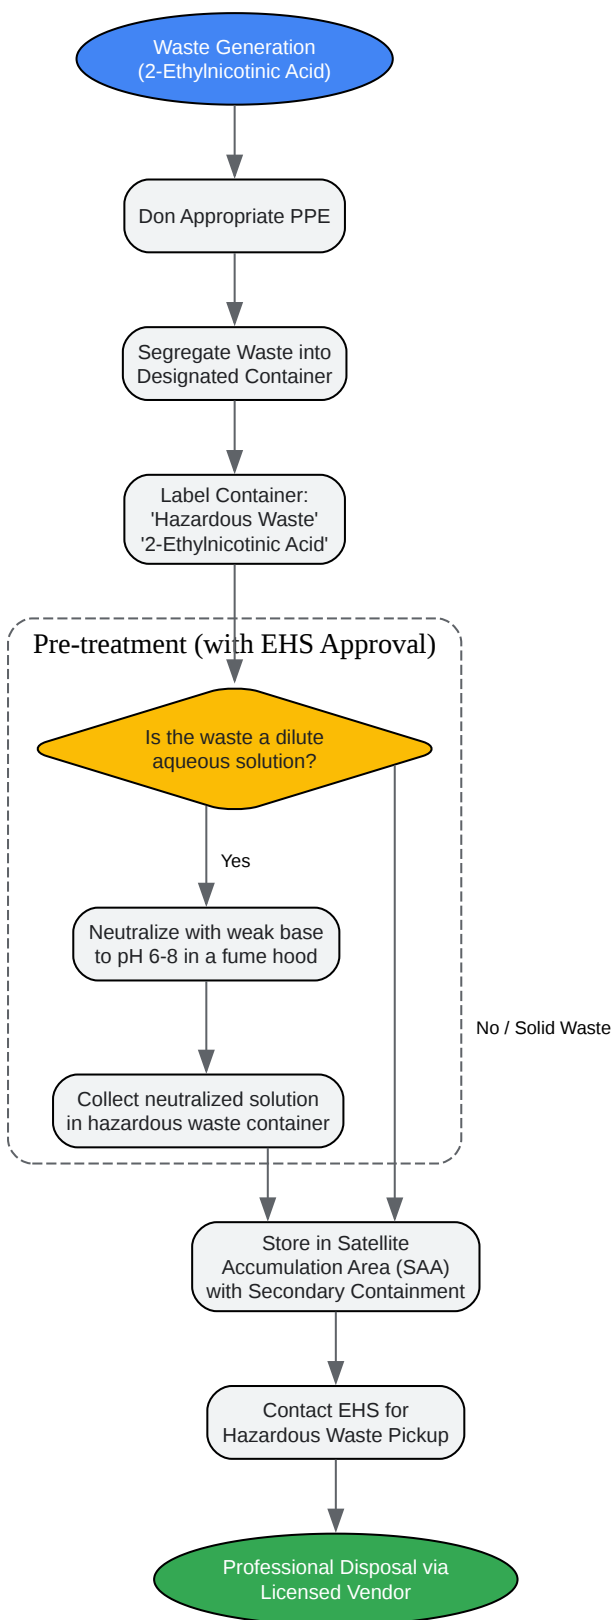 Waste Generation
(2-Ethylnicotinic Acid)
Don Appropriate PPE
Segregate Waste into
Designated Container
Label Container:
'Hazardous Waste'
'2-Ethylnicotinic Acid'
Pre-treatment (with EHS Approval)
Is the waste a dilute
aqueous solution?
Yes
Neutralize with weak base
to pH 6-8 in a fume hood
No / Solid Waste
Collect neutralized solution
in hazardous waste container
Store in Satellite
Accumulation Area (SAA)
with Secondary Containment
Contact EHS for
Hazardous Waste Pickup
Professional Disposal via
Licensed Vendor